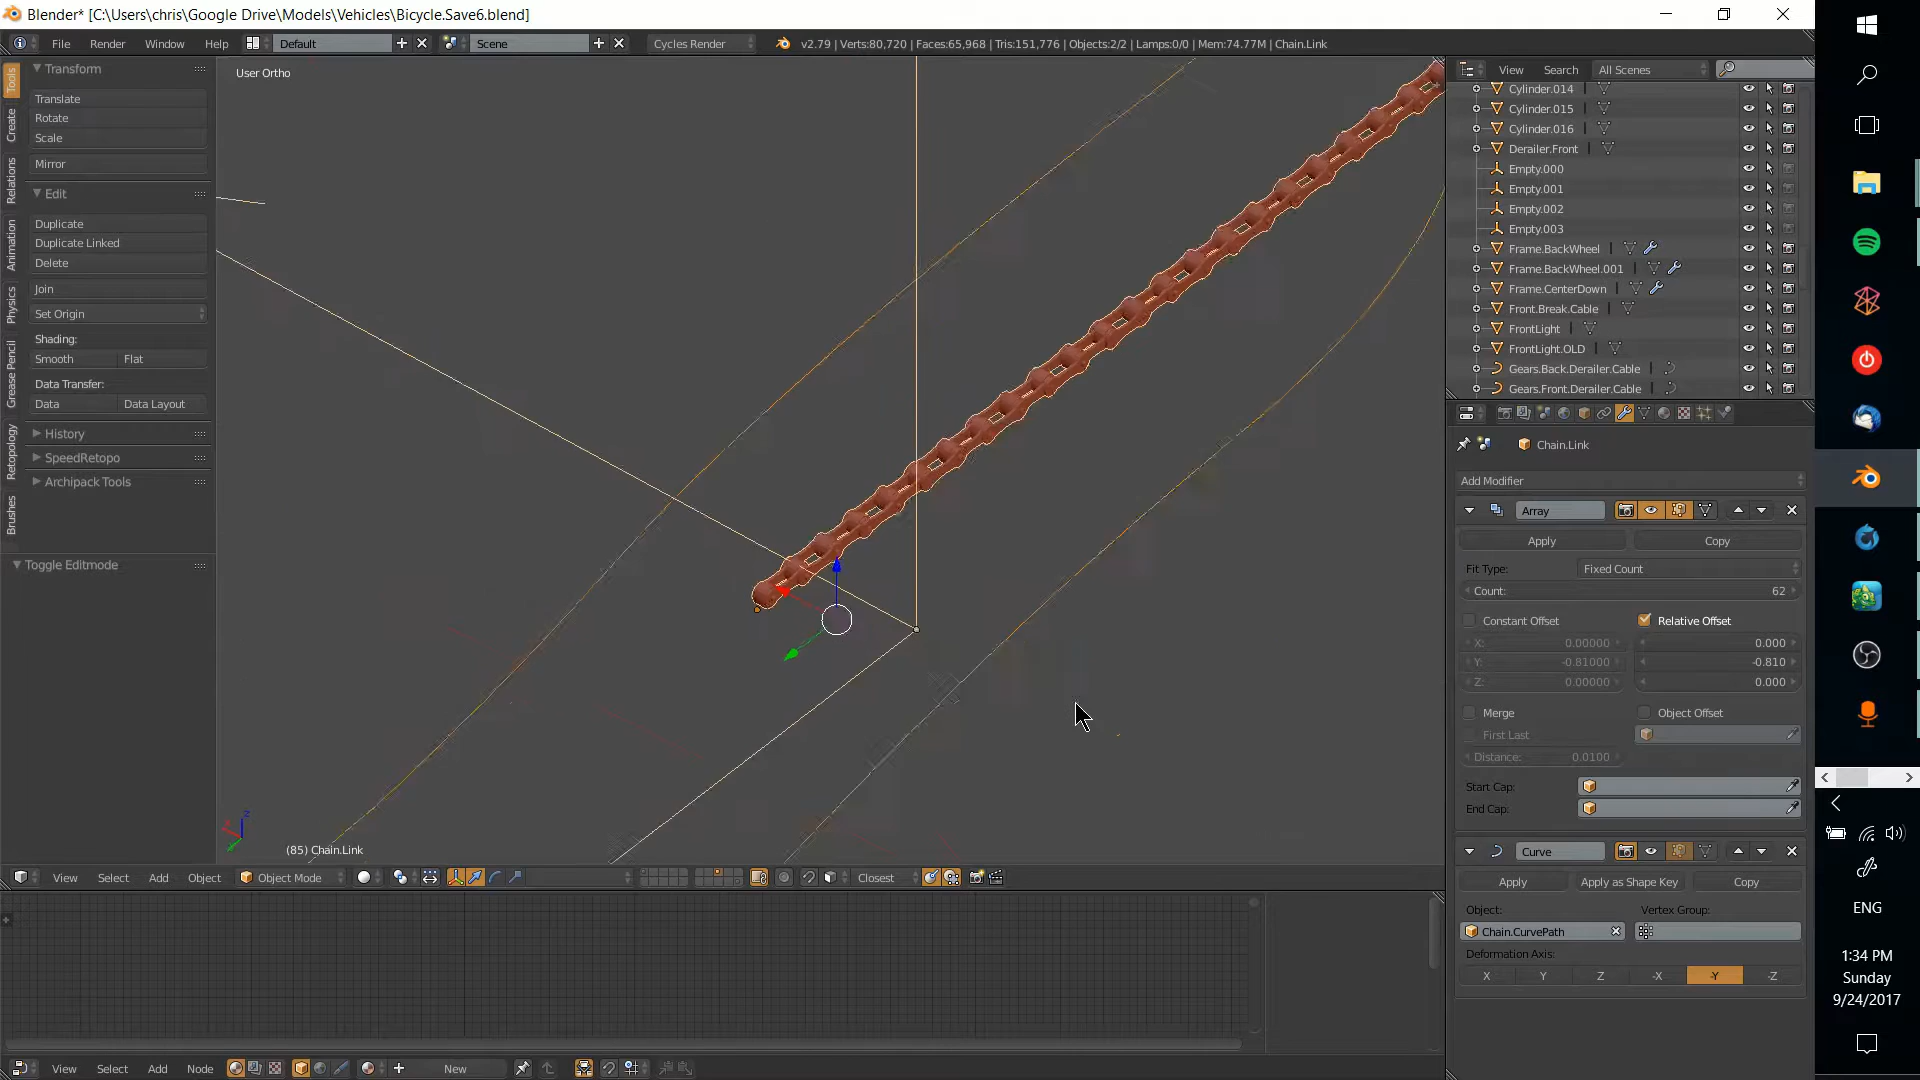 Blender* [C:\Users\chris\Google Drive\Models\Vehicles\Bicycle.Save6.blend]
File Render Window Help Default Scene Cycles Render v2.79 | Verts:80,720 | Faces:65,968 | Tris:151,776 | Objects:2/2 | Lamps:0/0 | Mem:74.77M | Chain.Link
Tools
Create
Relations
Animation
Physics
Grease Pencil
Retopology
Brushes
Transform
Translate
Rotate
Scale
Mirror
Edit
Duplicate
Duplicate Linked
Delete
Join
Set Origin
Shading:
Smooth Flat
Data Transfer:
Data Data Layout
History
SpeedRetopo
Archipack Tools
Toggle Editmode
User Ortho
(85) Chain.Link
View Select Add Object Object Mode Closest
View Select Add Node New
View Search All Scenes
Cylinder.014
Cylinder.015
Cylinder.016
Derailer.Front
Empty.000
Empty.001
Empty.002
Empty.003
Frame.BackWheel
Frame.BackWheel.001
Frame.CenterDown
Front.Break.Cable
FrontLight
FrontLight.OLD
Gears.Back.Derailer.Cable
Gears.Front.Derailer.Cable
Chain.Link
Add Modifier
Array
Apply Copy
Fit Type: Fixed Count
Count: 62
Constant Offset Relative Offset
X: 0.00000 0.000
Y: -0.81000 -0.810
Z: 0.00000 0.000
Merge Object Offset
First Last
Distance: 0.0100
Start Cap:
End Cap:
Curve
Apply Apply as Shape Key Copy
Object: Vertex Group:
Chain.CurvePath
Deformation Axis:
X Y Z -X -Y -Z
ENG
1:34 PM
Sunday
9/24/2017